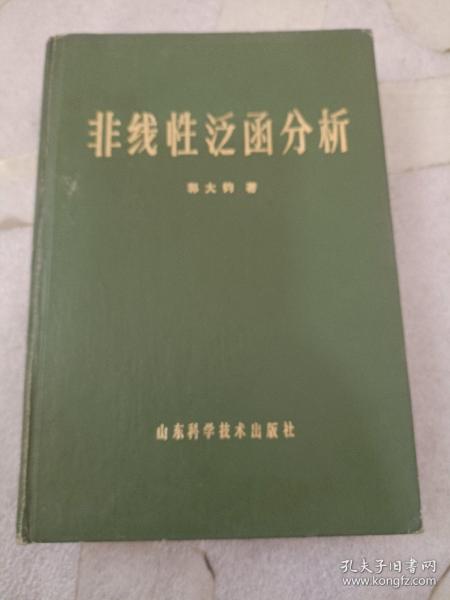 非线性泛函分析
郭大钧 著
山东科学技术出版社
孔夫子旧书网
www.kongfz.com